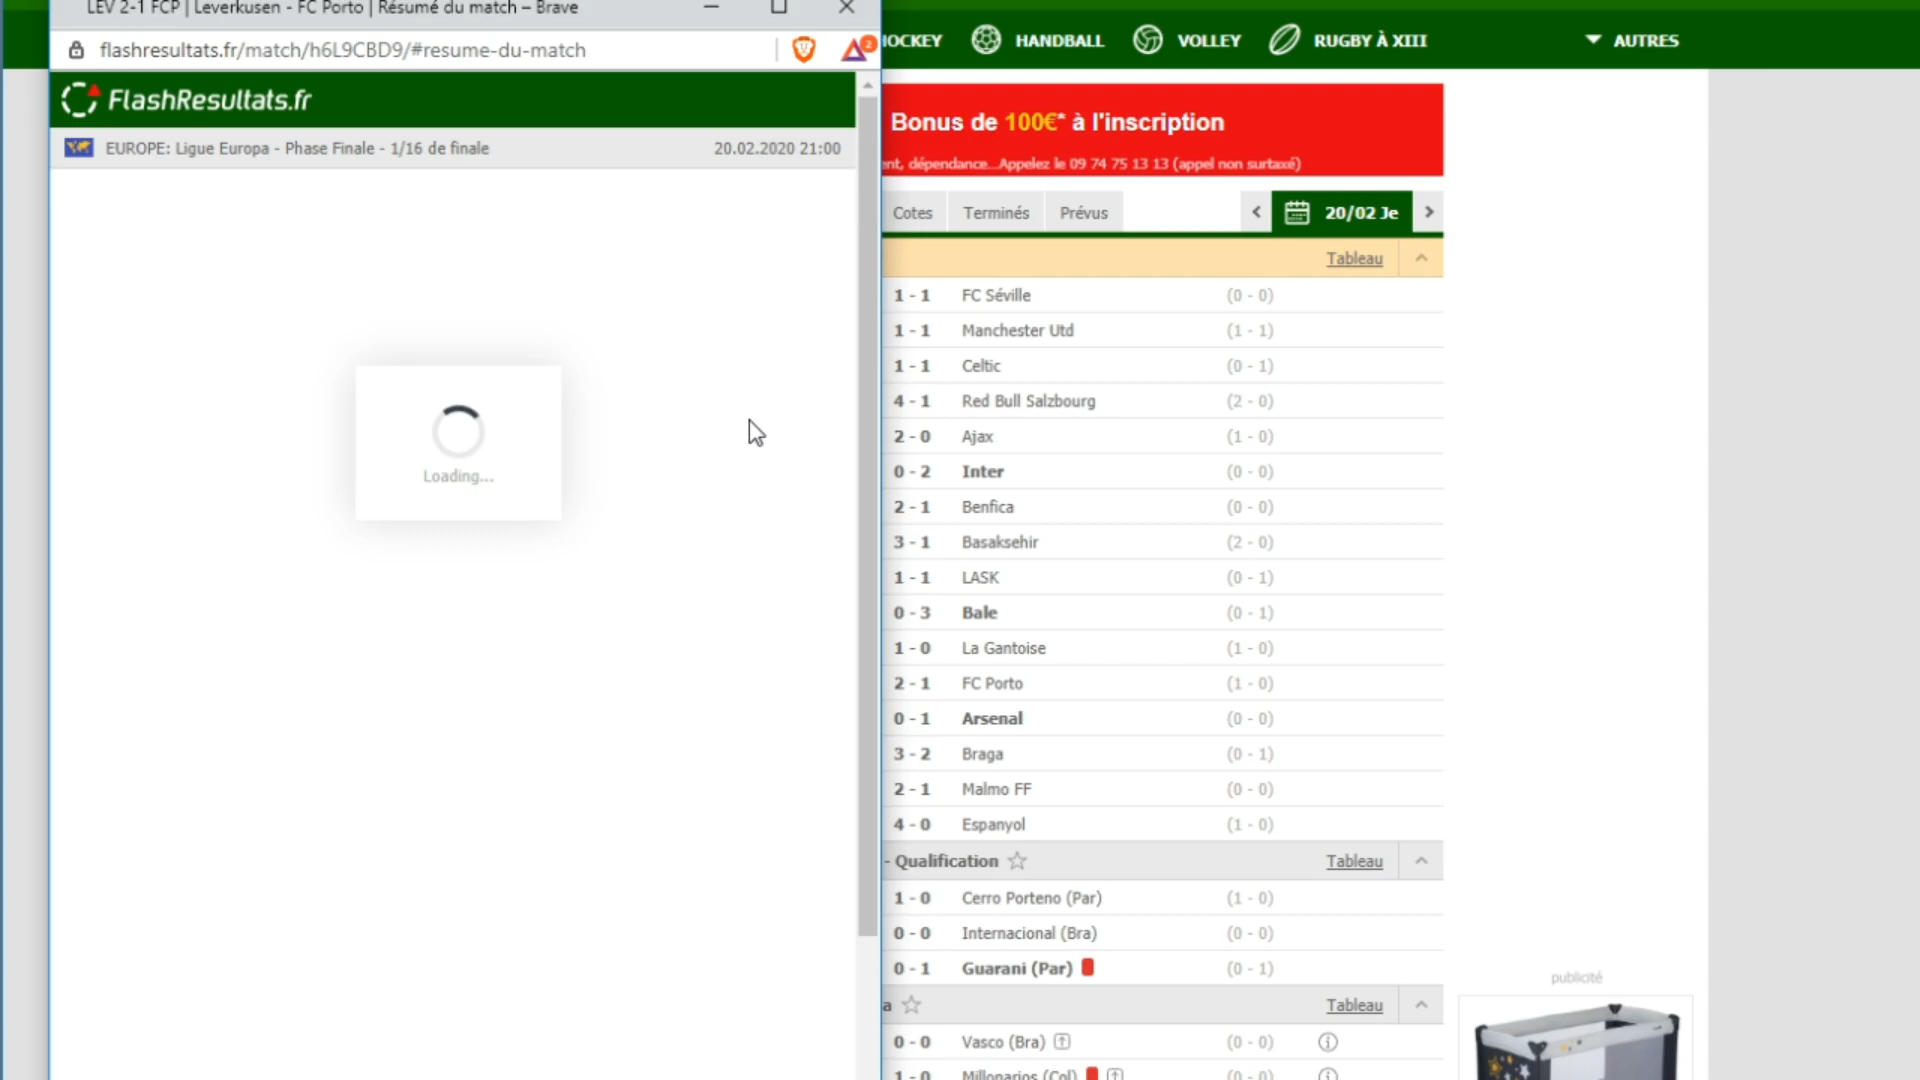 LEV 2-1 FCP | Leverkusen - FC Porto | Résumé du match – Brave
flashresultats.fr/match/h6L9CBD9/#resume-du-match
2
FlashResultats.fr
EUROPE: Ligue Europa - Phase Finale - 1/16 de finale
20.02.2020 21:00
Loading...
HOCKEY HANDBALL VOLLEY RUGBY À XIII AUTRES
Bonus de 100€* à l'inscription
ent, dépendance...Appelez le 09 74 75 13 13 (appel non surtaxé)
Cotes Terminés Prévus 20/02 Je
Tableau
1 - 1 FC Séville (0 - 0)
1 - 1 Manchester Utd (1 - 1)
1 - 1 Celtic (0 - 1)
4 - 1 Red Bull Salzbourg (2 - 0)
2 - 0 Ajax (1 - 0)
0 - 2 Inter (0 - 0)
2 - 1 Benfica (0 - 0)
3 - 1 Basaksehir (2 - 0)
1 - 1 LASK (0 - 1)
0 - 3 Bale (0 - 1)
1 - 0 La Gantoise (1 - 0)
2 - 1 FC Porto (1 - 0)
0 - 1 Arsenal (0 - 0)
3 - 2 Braga (0 - 1)
2 - 1 Malmo FF (0 - 0)
4 - 0 Espanyol (1 - 0)
- Qualification Tableau
1 - 0 Cerro Porteno (Par) (1 - 0)
0 - 0 Internacional (Bra) (0 - 0)
0 - 1 Guarani (Par) (0 - 1)
a Tableau
0 - 0 Vasco (Bra) (0 - 0)
1 - 0 Millonarios (Col) (0 - 0)
publicité